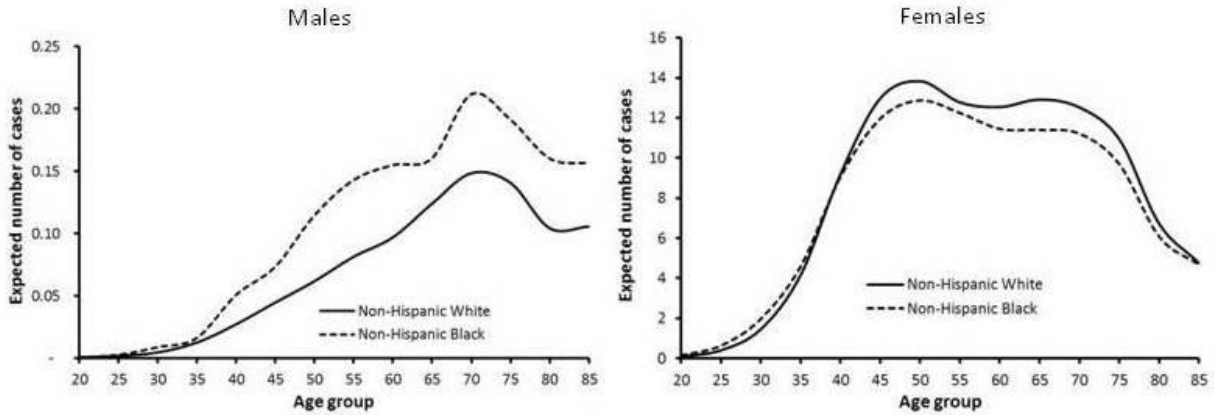 Males
Expected number of cases
0.25
0.20
0.15
0.10
0.05
-
20 25 30 35 40 45 50 55 60 65 70 75 80 85
Age group
Non-Hispanic White
Non-Hispanic Black
Females
Expected number of cases
16
14
12
10
8
6
4
2
0
20 25 30 35 40 45 50 55 60 65 70 75 80 85
Age group
Non-Hispanic White
Non-Hispanic Black